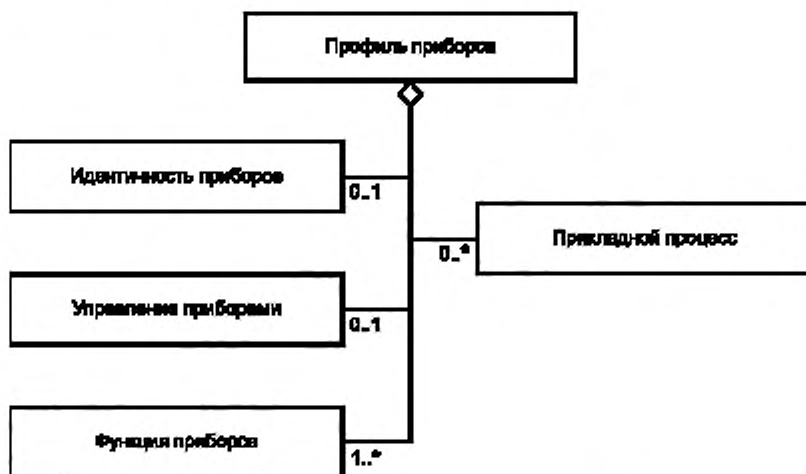 Профиль приборов
Идентичность приборов
0..1
Прикладной процесс
0..*
Управление приборами
0..1
Функция приборов
1..*